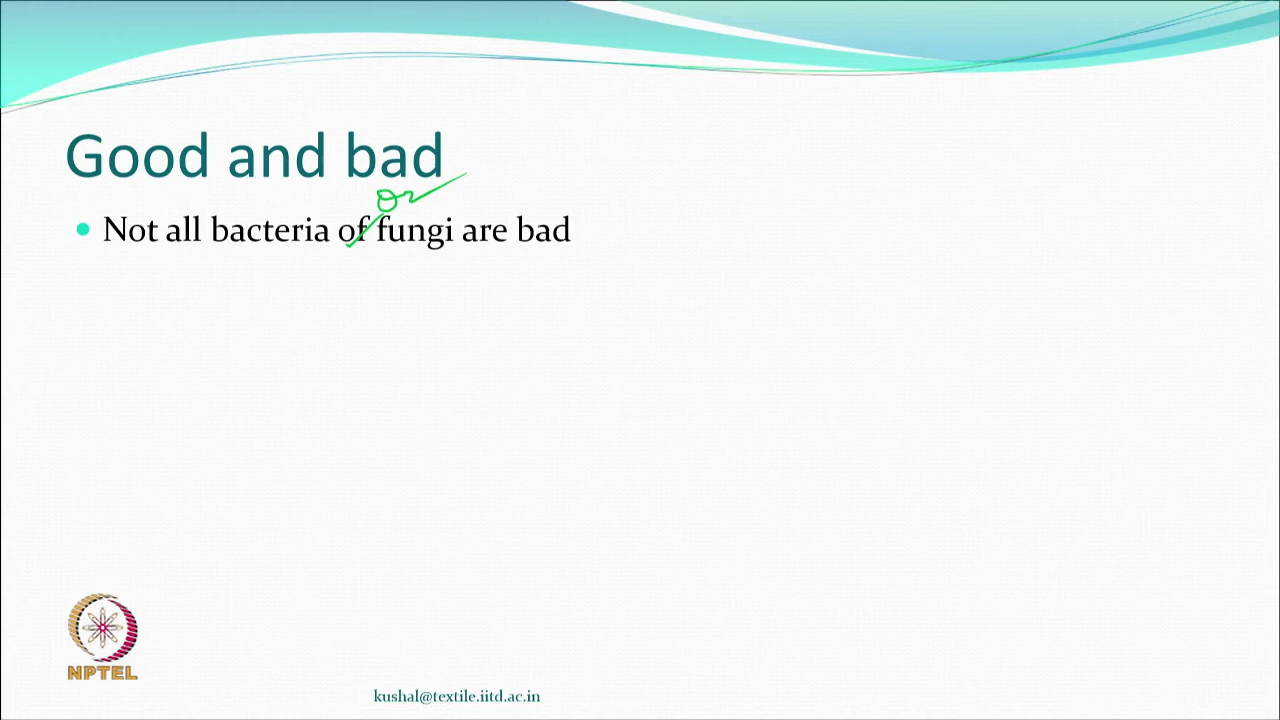 Good and bad
or
Not all bacteria of fungi are bad
NPTEL
kushal@textile.iitd.ac.in